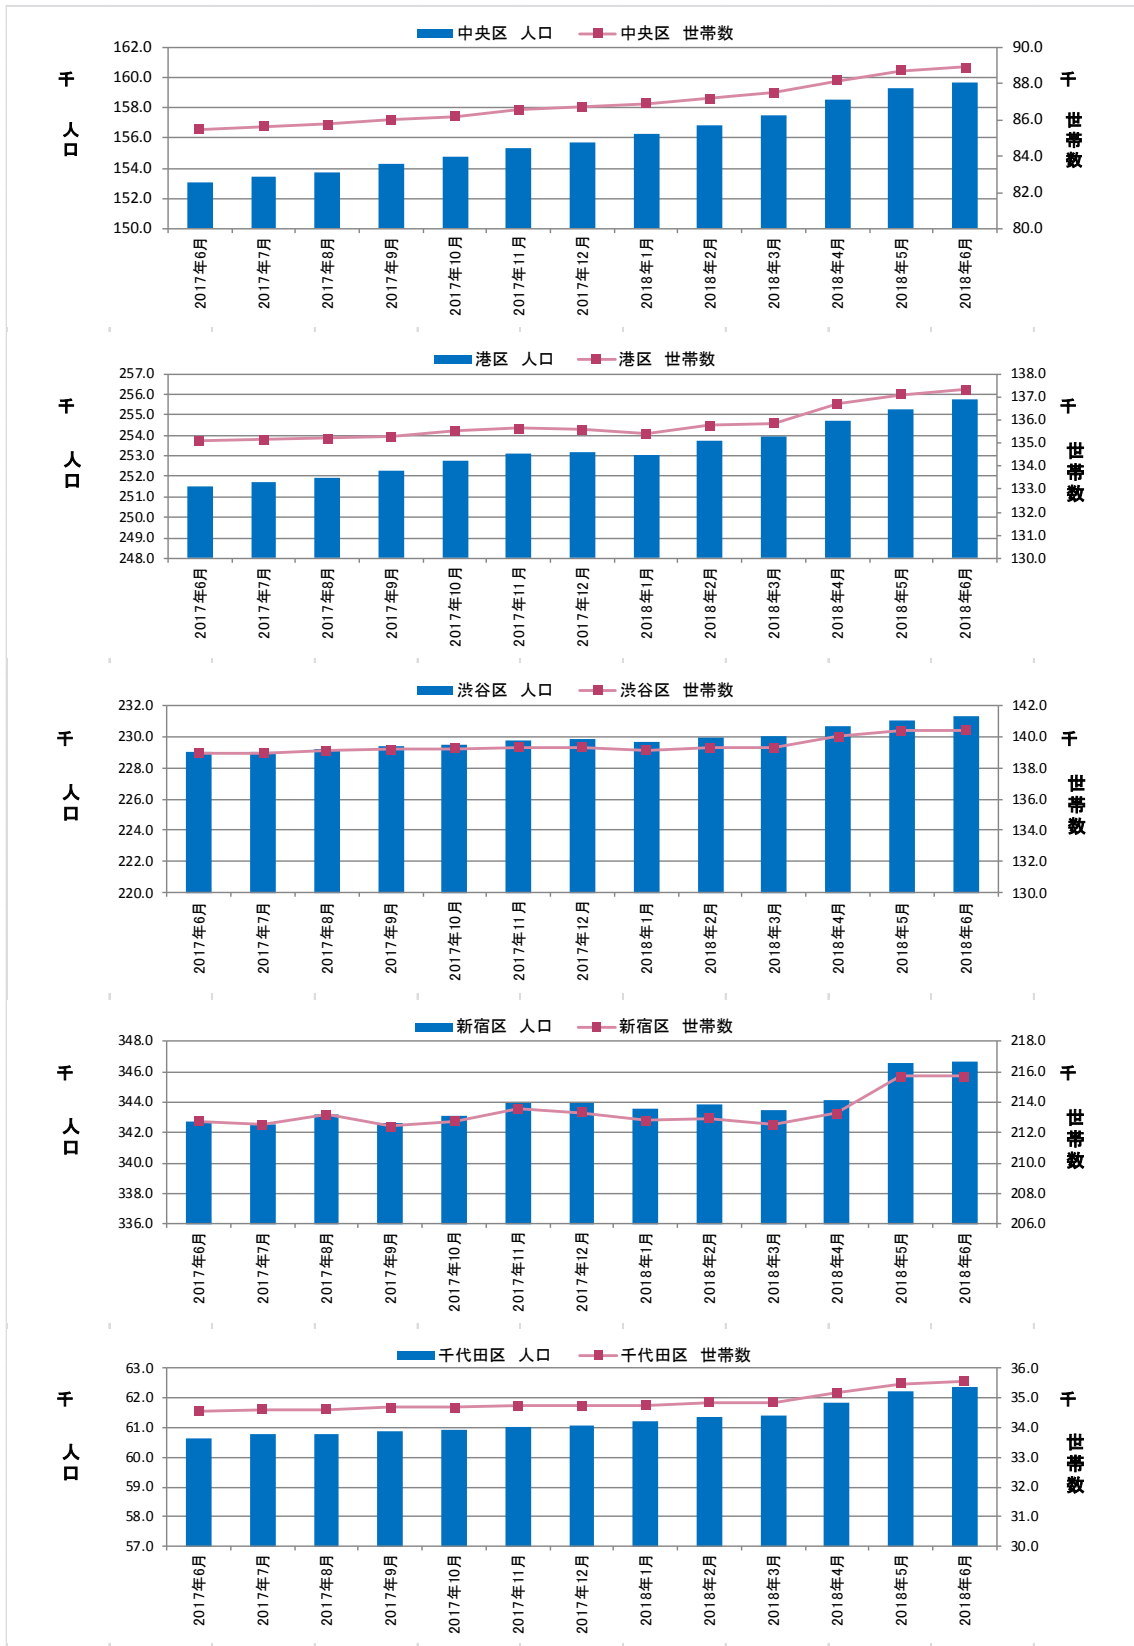 中央区　人口　中央区　世帯数
千
人口
162.0
160.0
158.0
156.0
154.0
152.0
150.0
90.0
88.0
86.0
84.0
82.0
80.0
千
世帯数
2017年6月
2017年7月
2017年8月
2017年9月
2017年10月
2017年11月
2017年12月
2018年1月
2018年2月
2018年3月
2018年4月
2018年5月
2018年6月
港区　人口　港区　世帯数
千
人口
257.0
256.0
255.0
254.0
253.0
252.0
251.0
250.0
249.0
248.0
138.0
137.0
136.0
135.0
134.0
133.0
132.0
131.0
130.0
千
世帯数
2017年6月
2017年7月
2017年8月
2017年9月
2017年10月
2017年11月
2017年12月
2018年1月
2018年2月
2018年3月
2018年4月
2018年5月
2018年6月
渋谷区　人口　渋谷区　世帯数
千
人口
232.0
230.0
228.0
226.0
224.0
222.0
220.0
142.0
140.0
138.0
136.0
134.0
132.0
130.0
千
世帯数
2017年6月
2017年7月
2017年8月
2017年9月
2017年10月
2017年11月
2017年12月
2018年1月
2018年2月
2018年3月
2018年4月
2018年5月
2018年6月
新宿区　人口　新宿区　世帯数
千
人口
348.0
346.0
344.0
342.0
340.0
338.0
336.0
218.0
216.0
214.0
212.0
210.0
208.0
206.0
千
世帯数
2017年6月
2017年7月
2017年8月
2017年9月
2017年10月
2017年11月
2017年12月
2018年1月
2018年2月
2018年3月
2018年4月
2018年5月
2018年6月
千代田区　人口　千代田区　世帯数
千
人口
63.0
62.0
61.0
60.0
59.0
58.0
57.0
36.0
35.0
34.0
33.0
32.0
31.0
30.0
千
世帯数
2017年6月
2017年7月
2017年8月
2017年9月
2017年10月
2017年11月
2017年12月
2018年1月
2018年2月
2018年3月
2018年4月
2018年5月
2018年6月